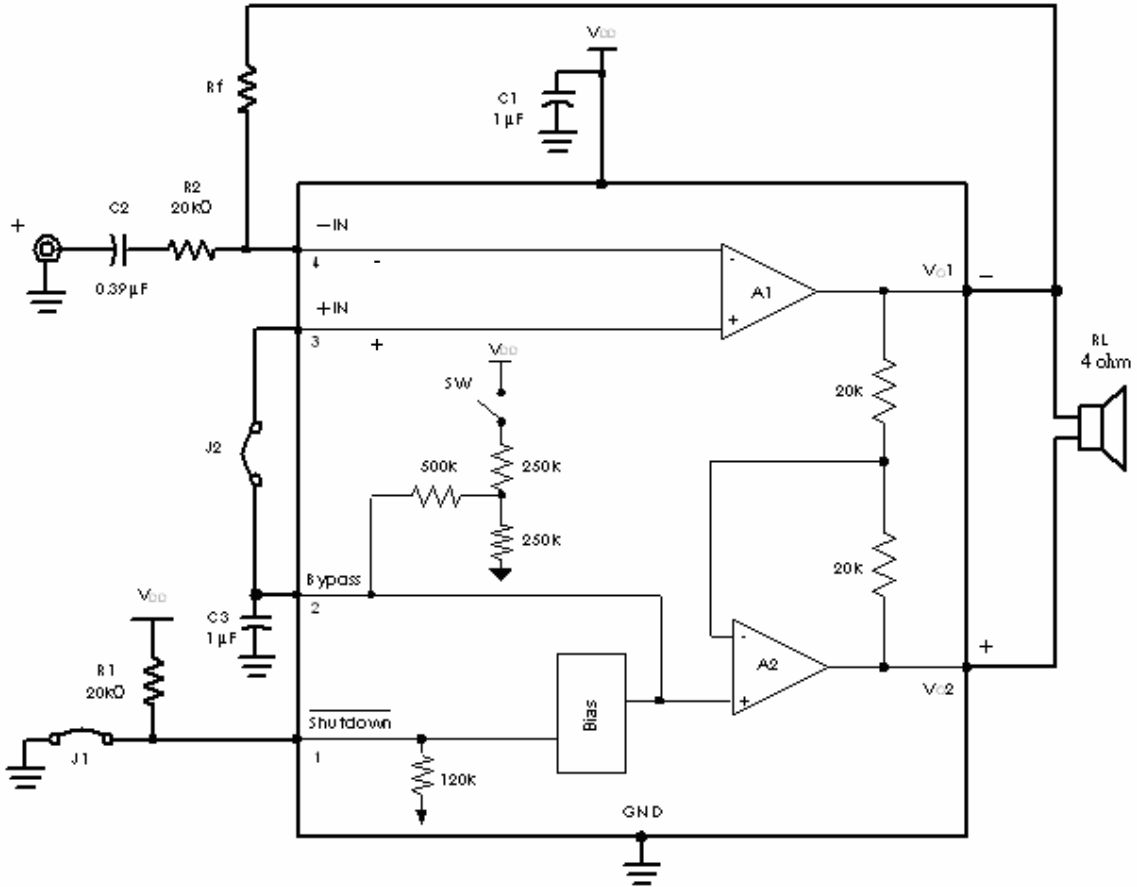 Rf
VDD
C1
1µF
R2
20kΩ
C2
+
0.39µF
−IN
4
-
+IN
3
+
-
A1
+
VO1
−
RL
4 ohm
VDD
SW
J2
500k
250k
250k
20k
20k
Bypass
2
C3
1µF
VDD
R1
20kΩ
Shutdown
1
J1
120k
Bias
-
A2
+
+
VO2
GND